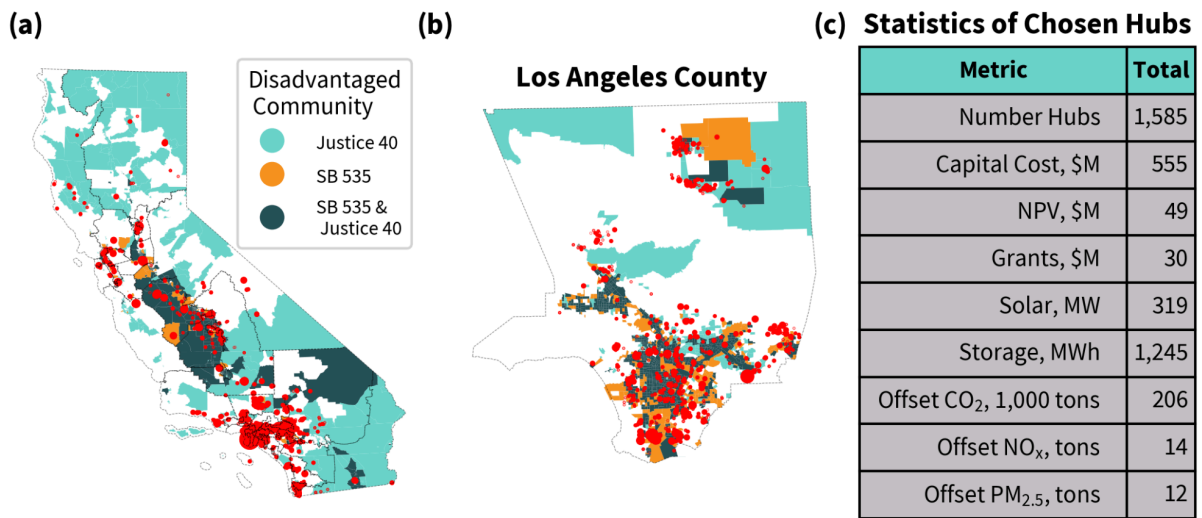 (a)
Disadvantaged
Community
Justice 40
SB 535
SB 535 &
Justice 40
(b)
Los Angeles County
(c) Statistics of Chosen Hubs
Metric Total
Number Hubs 1,585
Capital Cost, $M 555
NPV, $M 49
Grants, $M 30
Solar, MW 319
Storage, MWh 1,245
Offset CO₂, 1,000 tons 206
Offset NOₓ, tons 14
Offset PM₂.₅, tons 12